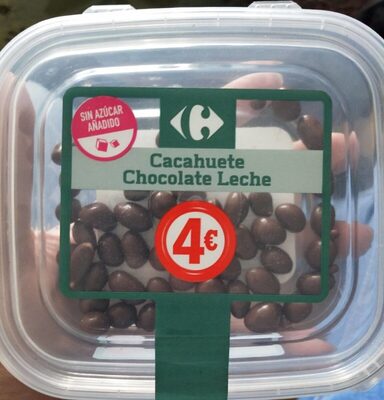 SIN AZÚCAR
AÑADIDO
Cacahuete
Chocolate Leche
4€